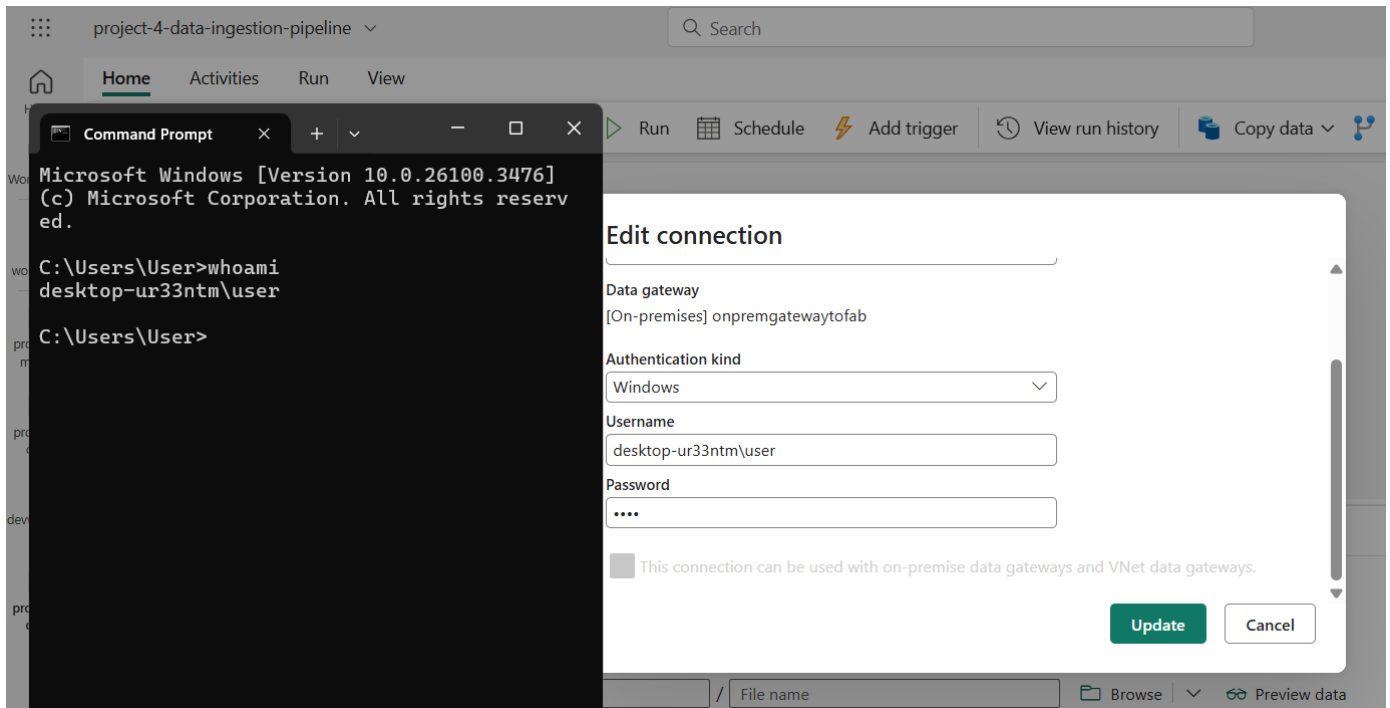 project-4-data-ingestion-pipeline
Search
Home Activities Run View
Command Prompt
Run Schedule Add trigger View run history Copy data
Microsoft Windows [Version 10.0.26100.3476]
(c) Microsoft Corporation. All rights reserv
ed.
C:\Users\User>whoami
desktop-ur33ntm\user
C:\Users\User>
Edit connection
Data gateway
[On-premises] onpremgatewaytofab
Authentication kind
Windows
Username
desktop-ur33ntm\user
Password
••••
This connection can be used with on-premise data gateways and VNet data gateways.
Update Cancel
/ File name Browse Preview data